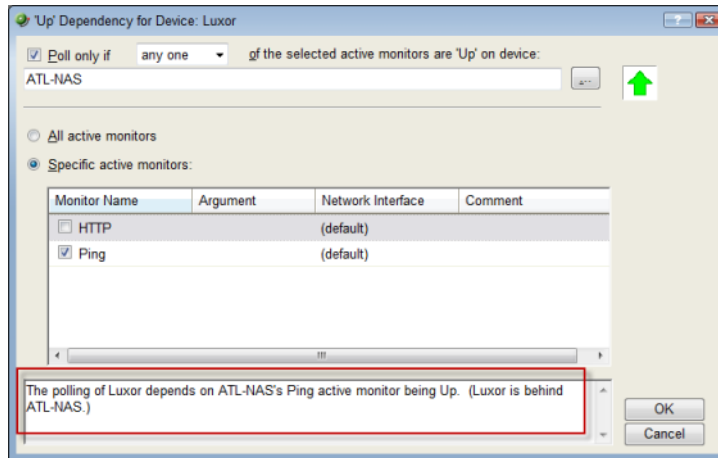 'Up' Dependency for Device: Luxor
Poll only if any one of the selected active monitors are 'Up' on device:
ATL-NAS
...
All active monitors
Specific active monitors:
Monitor Name Argument Network Interface Comment
HTTP (default)
Ping (default)
The polling of Luxor depends on ATL-NAS's Ping active monitor being Up. (Luxor is behind
ATL-NAS.)
OK
Cancel